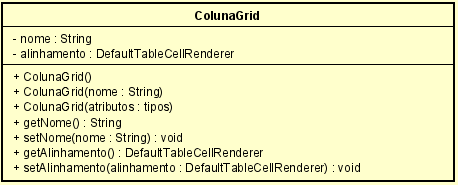 ColunaGrid
- nome : String
- alinhamento : DefaultTableCellRenderer
+ ColunaGrid()
+ ColunaGrid(nome : String)
+ ColunaGrid(atributos : tipos)
+ getNome() : String
+ setNome(nome : String) : void
+ getAlinhamento() : DefaultTableCellRenderer
+ setAlinhamento(alinhamento : DefaultTableCellRenderer) : void